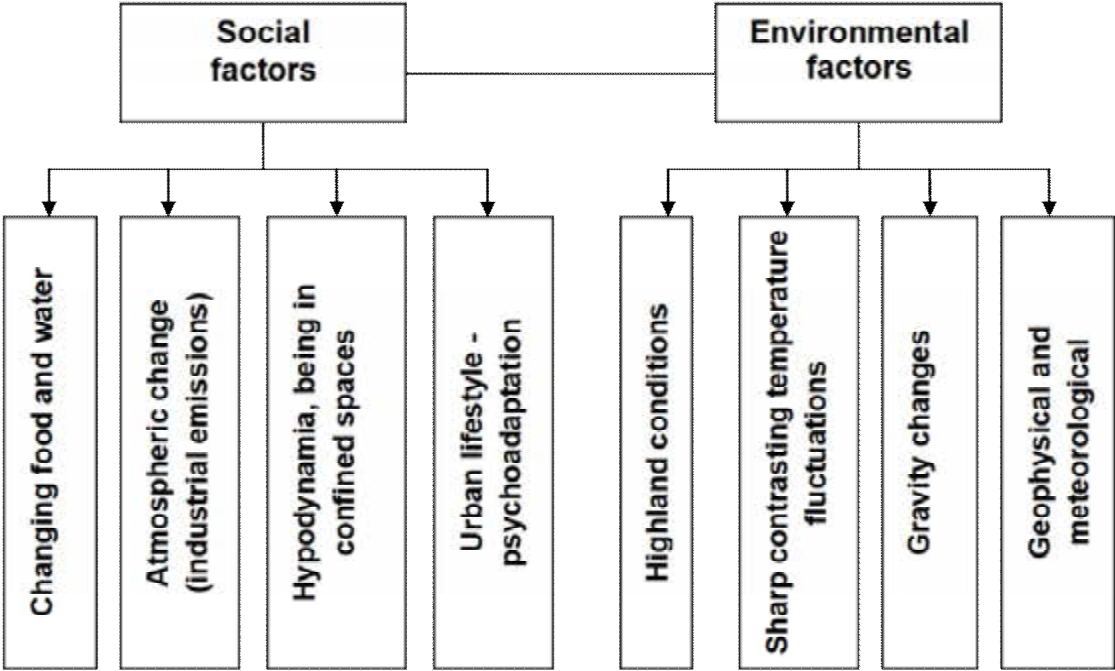 Social
factors
Environmental
factors
Changing food and water
Atmospheric change
(industrial emissions)
Hypodynamia, being in
confined spaces
Urban lifestyle -
psychoadaptation
Highland conditions
Sharp contrasting temperature
fluctuations
Gravity changes
Geophysical and
meteorological